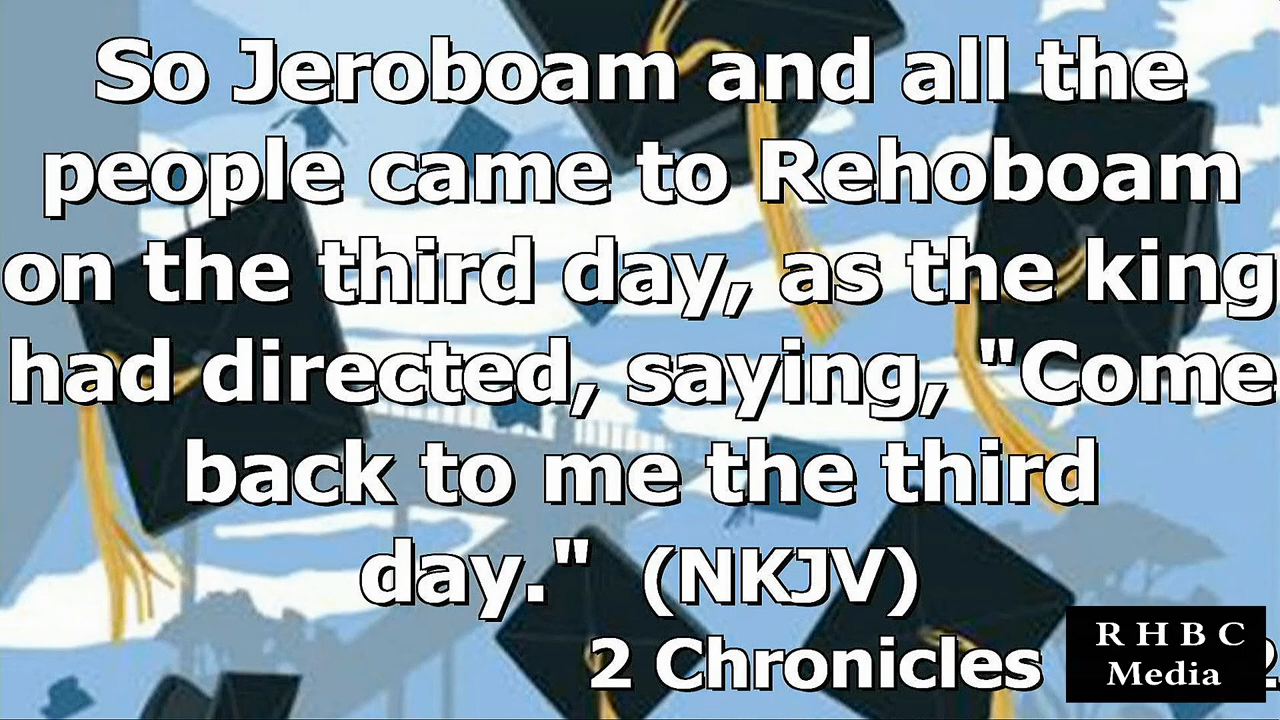 So Jeroboam and all the
people came to Rehoboam
on the third day, as the king
had directed, saying, "Come
back to me the third
day." (NKJV)
2 Chronicles
R H B C
Media